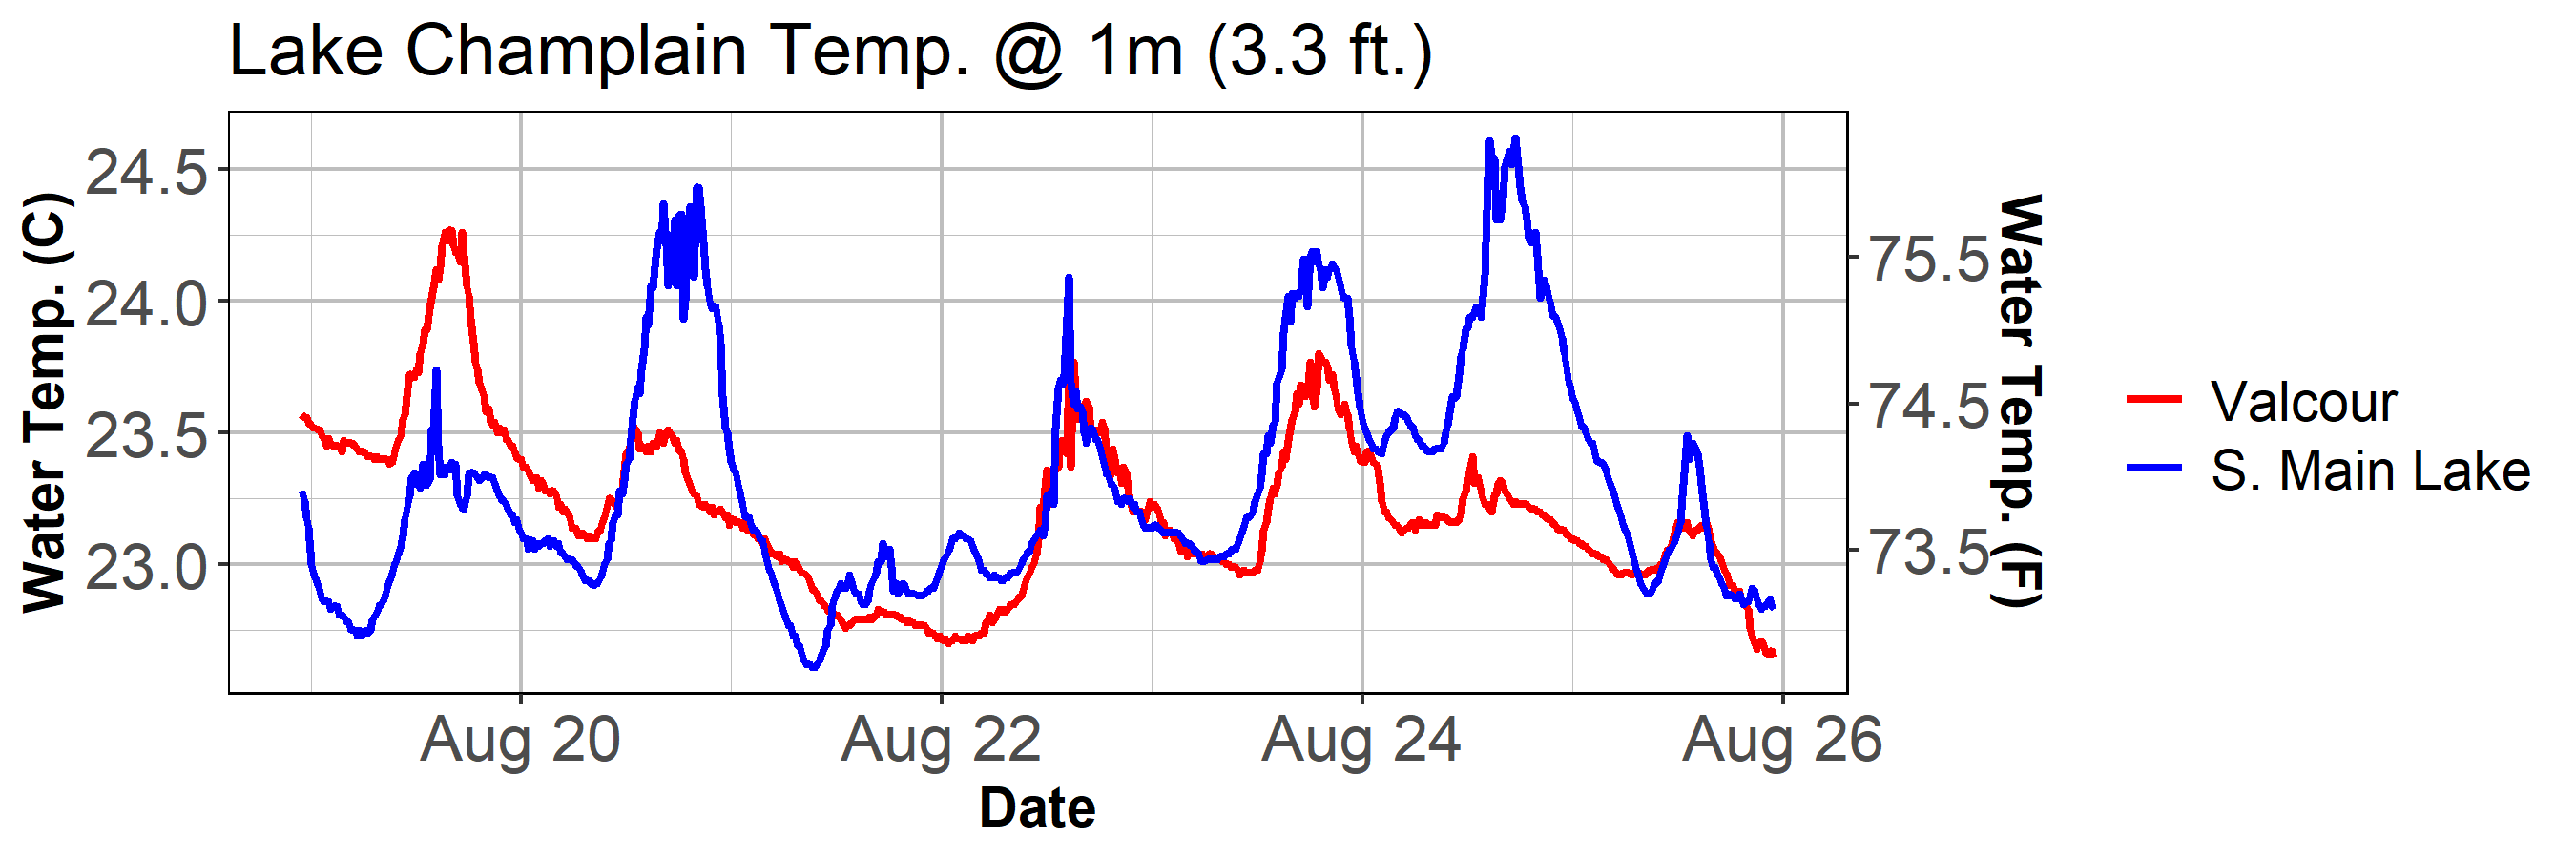 Lake Champlain Temp. @ 1m (3.3 ft.)
Water Temp. (C)
24.5
24.0
23.5
23.0
75.5
74.5
73.5
Water Temp. (F)
Valcour
S. Main Lake
Aug 20 Aug 22 Aug 24 Aug 26
Date